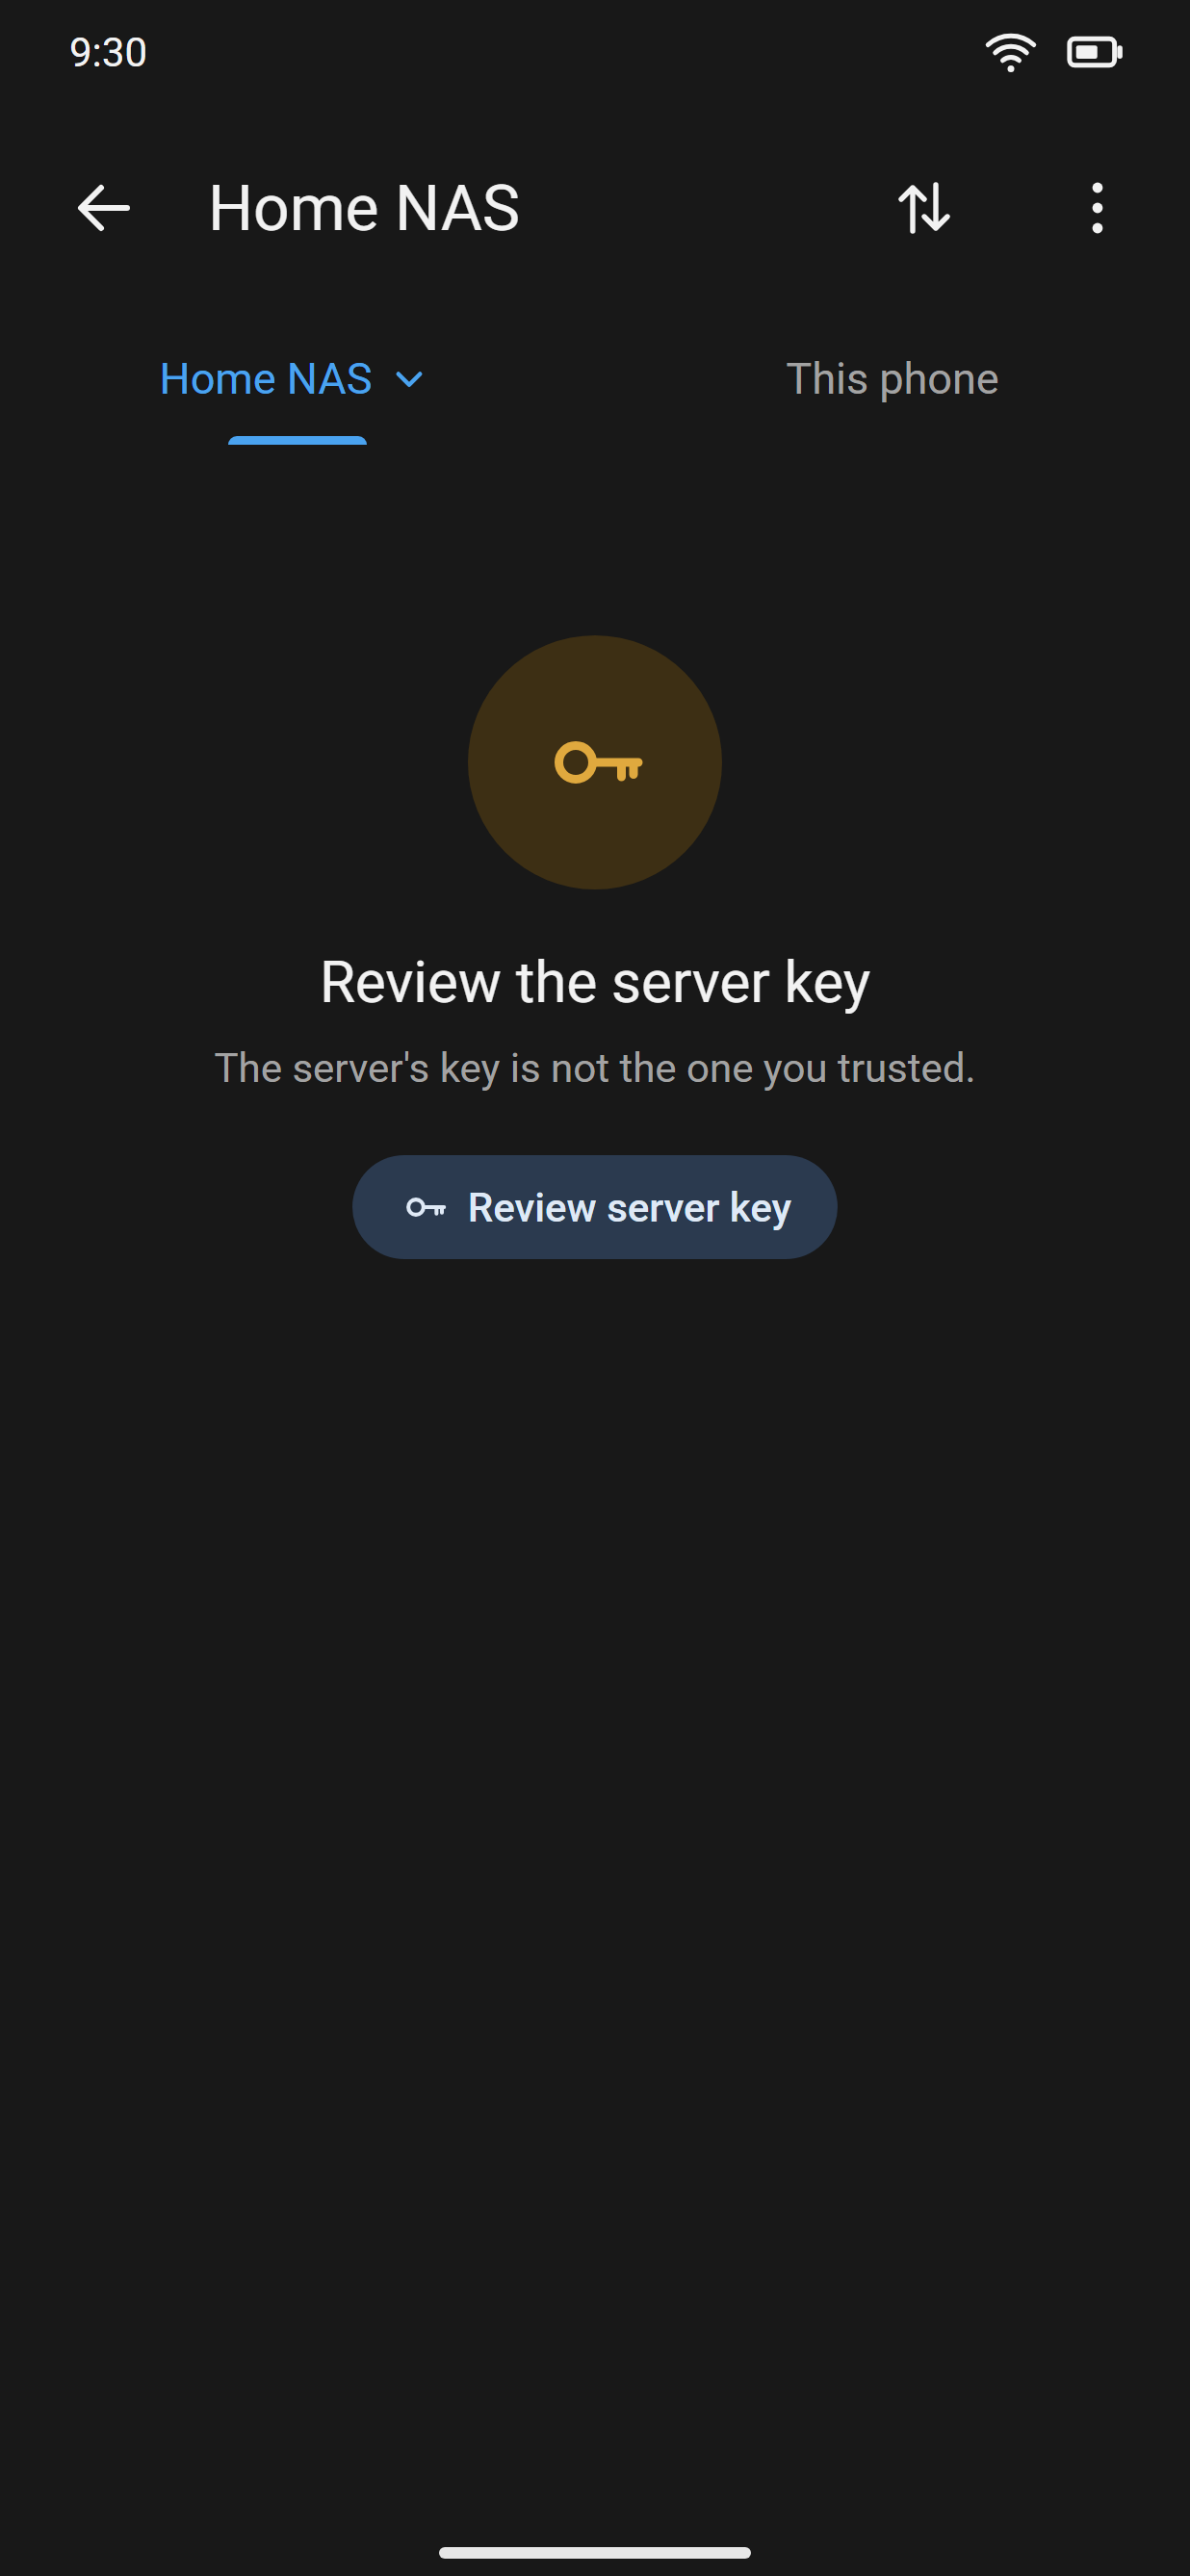 9:30
Home NAS
Home NAS
This phone
Review the server key
The server's key is not the one you trusted.
Review server key